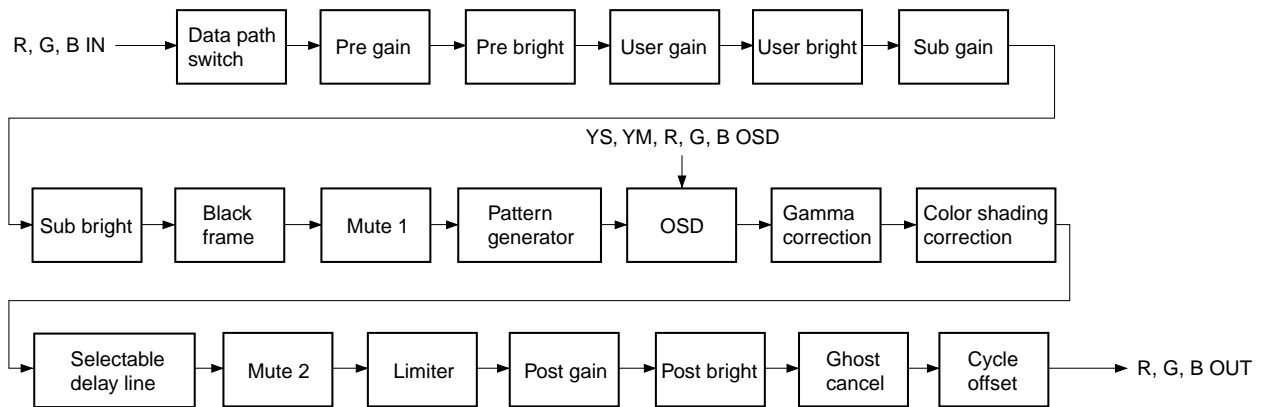 R, G, B IN
Data path
switch
Pre gain
Pre bright
User gain
User bright
Sub gain
YS, YM, R, G, B OSD
Sub bright
Black
frame
Mute 1
Pattern
generator
OSD
Gamma
correction
Color shading
correction
Selectable
delay line
Mute 2
Limiter
Post gain
Post bright
Ghost
cancel
Cycle
offset
R, G, B OUT